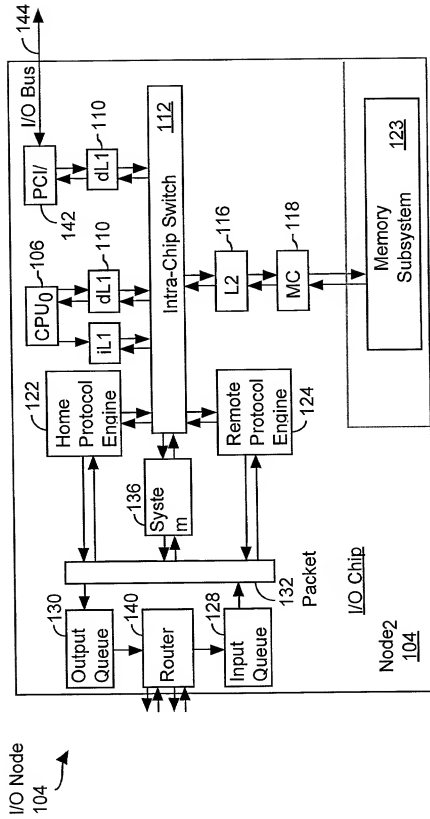 I/O Node
104
I/O Bus
144
PCI/
142
dL1
110
CPU0
106
iL1
dL1
110
Intra-Chip Switch
112
Home
Protocol
Engine
122
Remote
Protocol
Engine
124
L2
116
MC
118
Memory
Subsystem
123
Syste
m
136
132
Packet
Output
Queue
130
Router
140
Input
Queue
128
I/O Chip
Node2
104